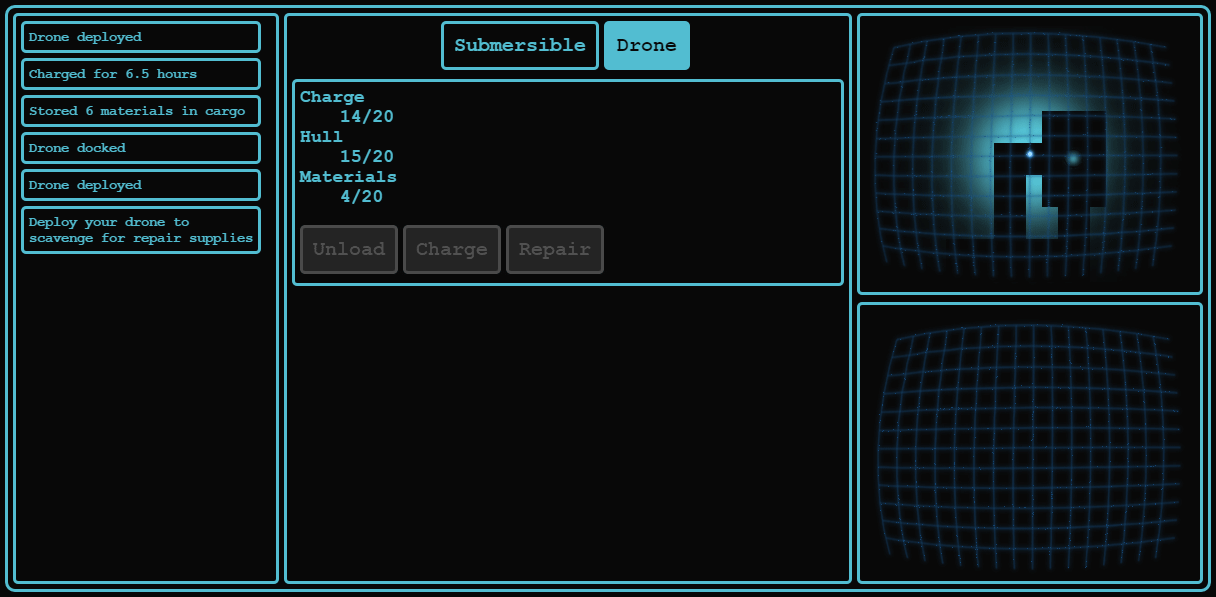 Drone deployed
Charged for 6.5 hours
Stored 6 materials in cargo
Drone docked
Drone deployed
Deploy your drone to
scavenge for repair supplies
Submersible
Drone
Charge
14/20
Hull
15/20
Materials
4/20
Unload
Charge
Repair